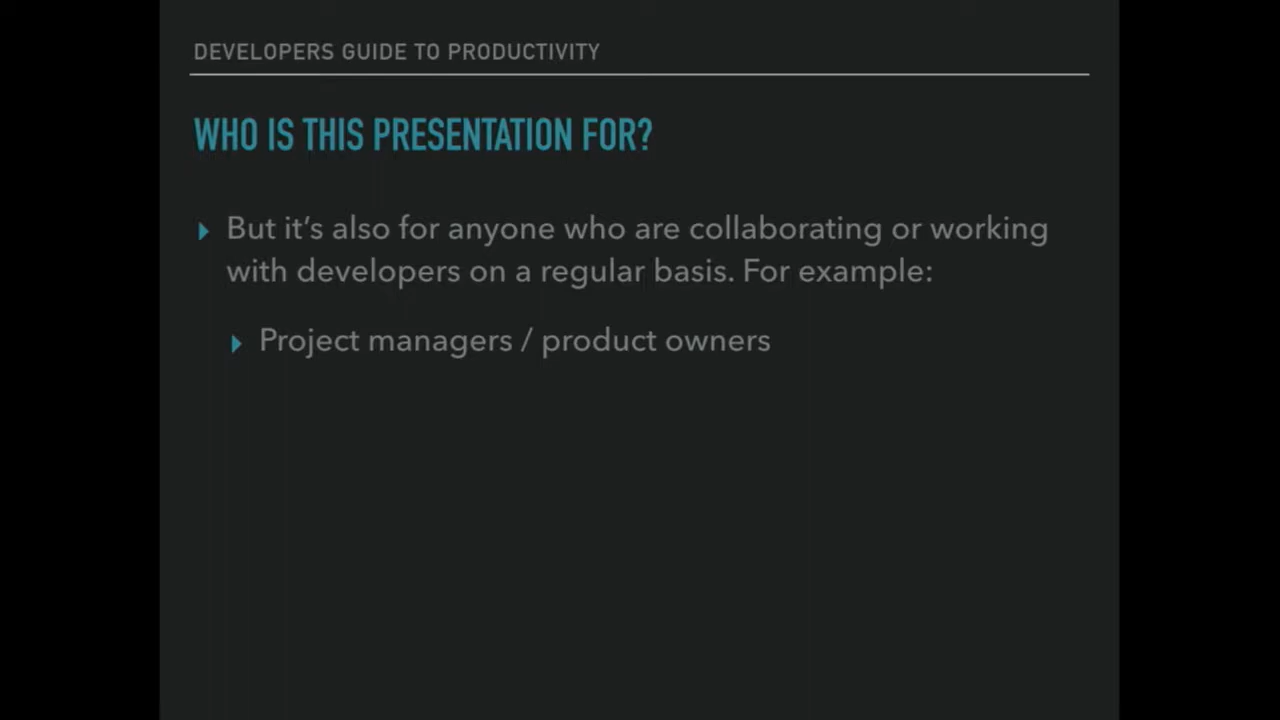 DEVELOPERS GUIDE TO PRODUCTIVITY
WHO IS THIS PRESENTATION FOR?
But it’s also for anyone who are collaborating or working
with developers on a regular basis. For example:
Project managers / product owners